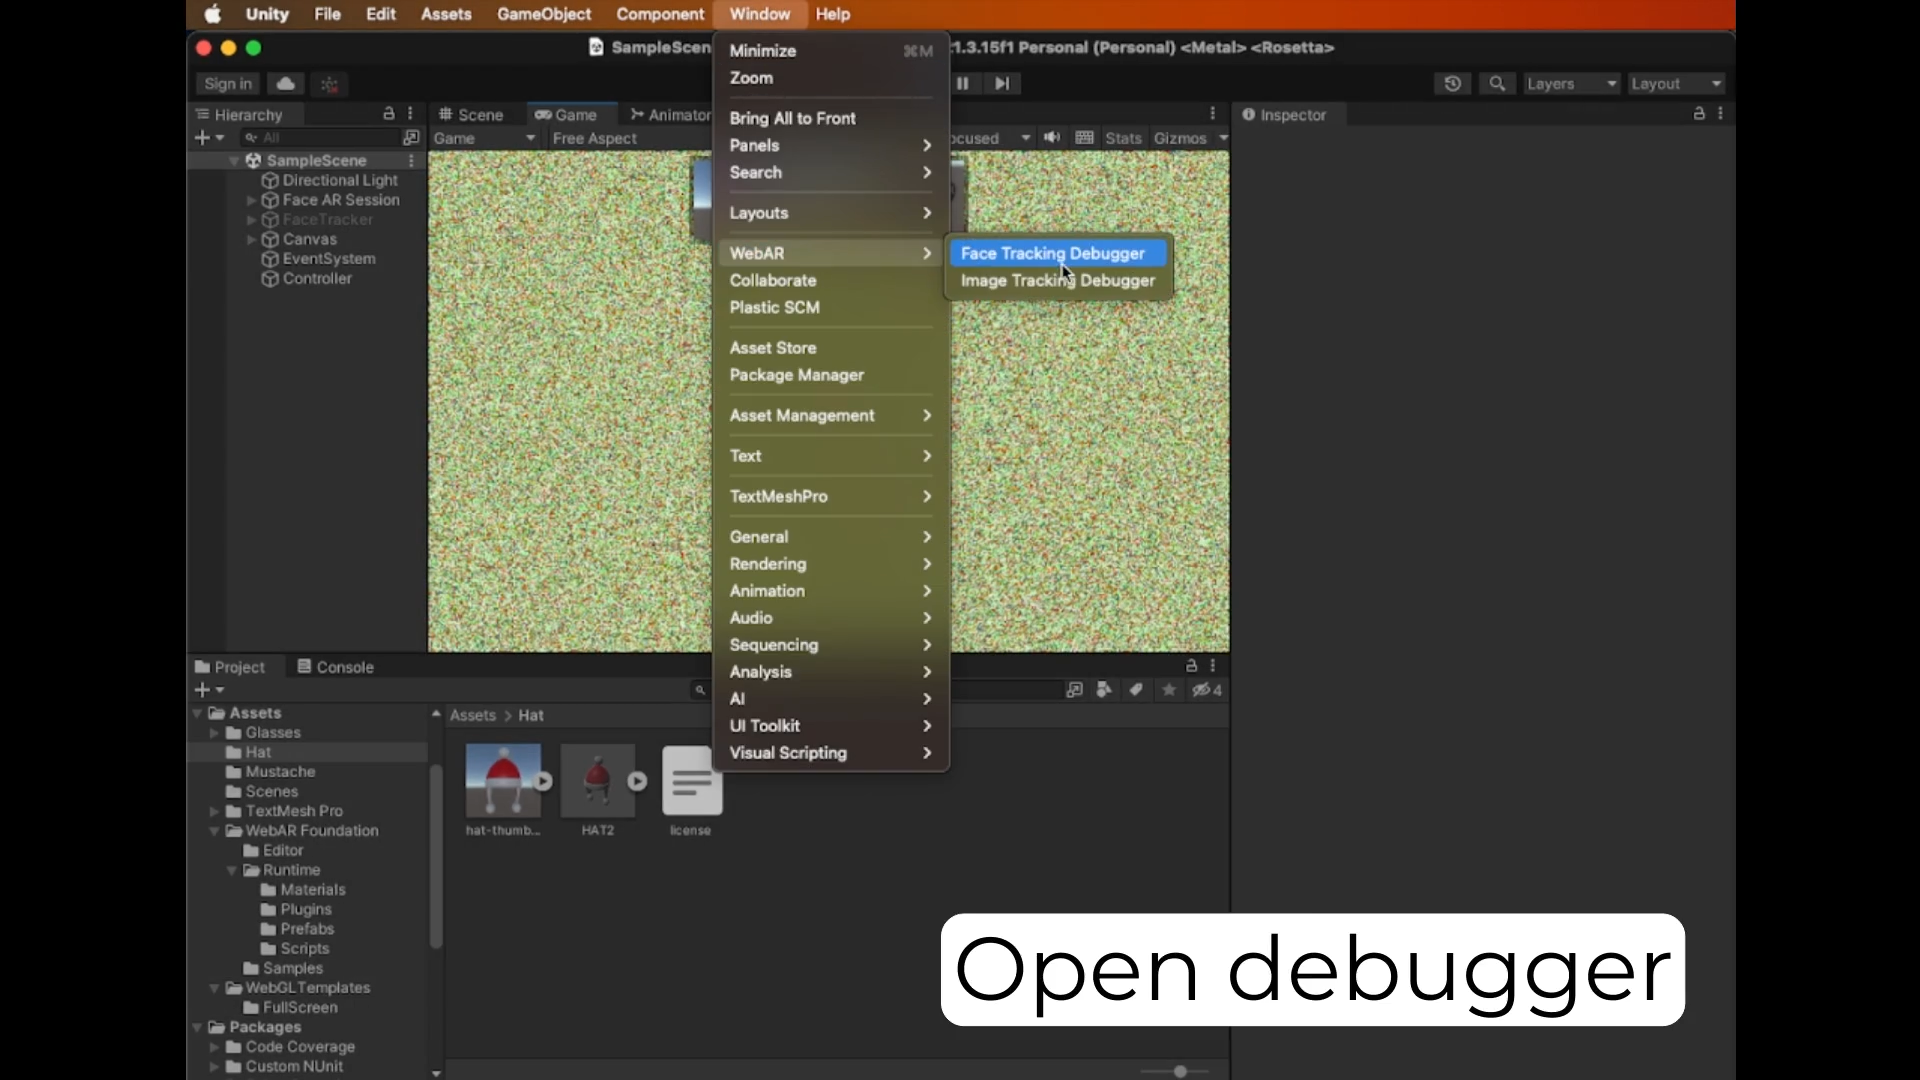 Unity File Edit Assets GameObject Component Window Help
SampleScen
1.3.15f1 Personal (Personal) <Metal> <Rosetta>
Sign in
Layers
Layout
Hierarchy
All
SampleScene
Directional Light
Face AR Session
FaceTracker
Canvas
EventSystem
Controller
Scene
Game
Animator
Game
Free Aspect
ocused
Stats
Gizmos
Inspector
Minimize ⌘M
Zoom
Bring All to Front
Panels
Search
Layouts
WebAR
Collaborate
Plastic SCM
Asset Store
Package Manager
Asset Management
Text
TextMeshPro
General
Rendering
Animation
Audio
Sequencing
Analysis
AI
UI Toolkit
Visual Scripting
Face Tracking Debugger
Image Tracking Debugger
Project
Console
4
Assets
Glasses
Hat
Mustache
Scenes
TextMesh Pro
WebAR Foundation
Editor
Runtime
Materials
Plugins
Prefabs
Scripts
Samples
WebGLTemplates
FullScreen
Packages
Code Coverage
Custom NUnit
Assets > Hat
hat-thumb...
HAT2
license
Open debugger